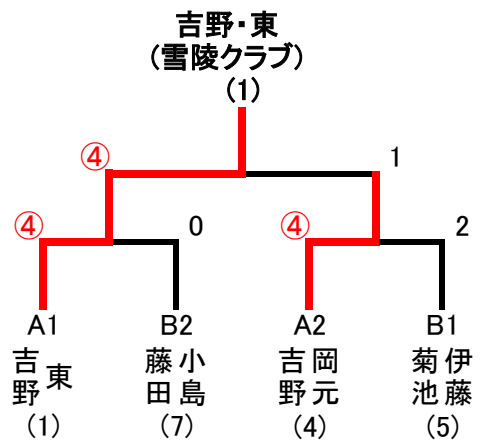 吉野・東
(雪陵クラブ)
(1)
④ 1
④ 0 ④ 2
A1 B2 A2 B1
吉野 東 藤田 小島 吉野 岡元 菊池 伊藤
(1) (7) (4) (5)